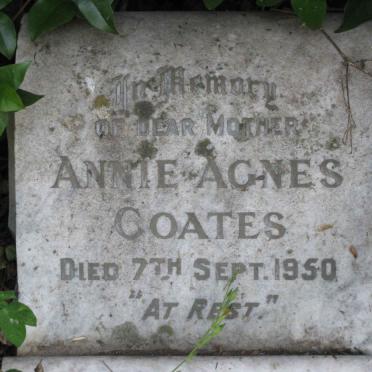 In Memory
OF DEAR MOTHER
ANNIE AGNES
COATES
DIED 7TH SEPT. 1950
"AT REST."